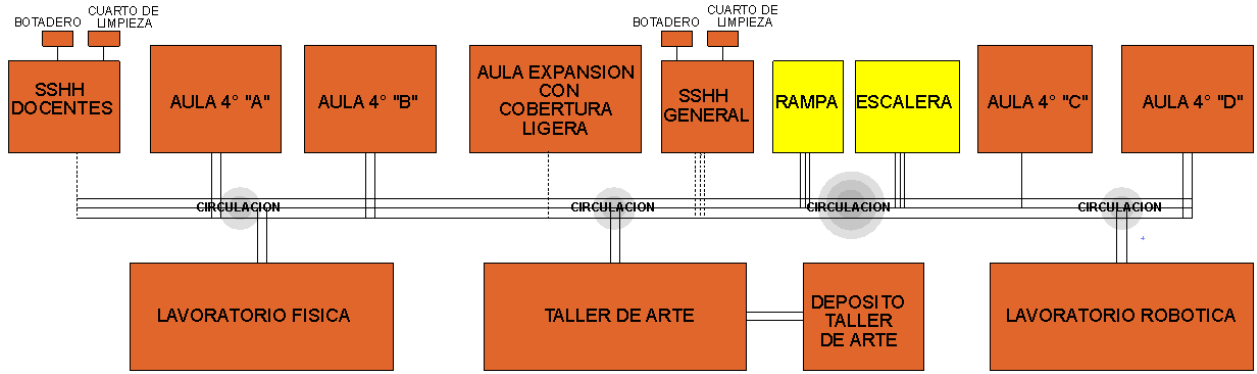 BOTADERO
CUARTO DE
LIMPIEZA
BOTADERO
CUARTO DE
LIMPIEZA
SSHH
DOCENTES
AULA 4° "A"
AULA 4° "B"
AULA EXPANSION
CON
COBERTURA
LIGERA
SSHH
GENERAL
RAMPA
ESCALERA
AULA 4° "C"
AULA 4° "D"
CIRCULACION
CIRCULACION
CIRCULACION
CIRCULACION
LAVORATORIO FISICA
TALLER DE ARTE
DEPOSITO
TALLER
DE ARTE
LAVORATORIO ROBOTICA